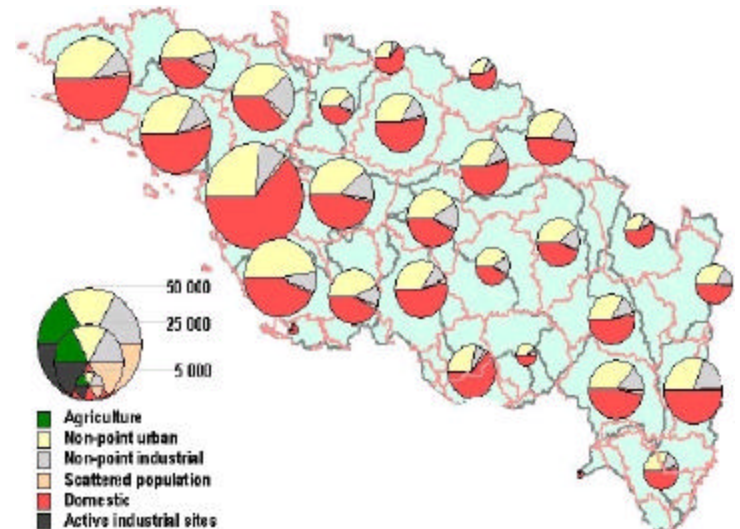 50 000
25 000
5 000
Agriculture
Non-point urban
Non-point industrial
Scattered population
Domestic
Active industrial sites